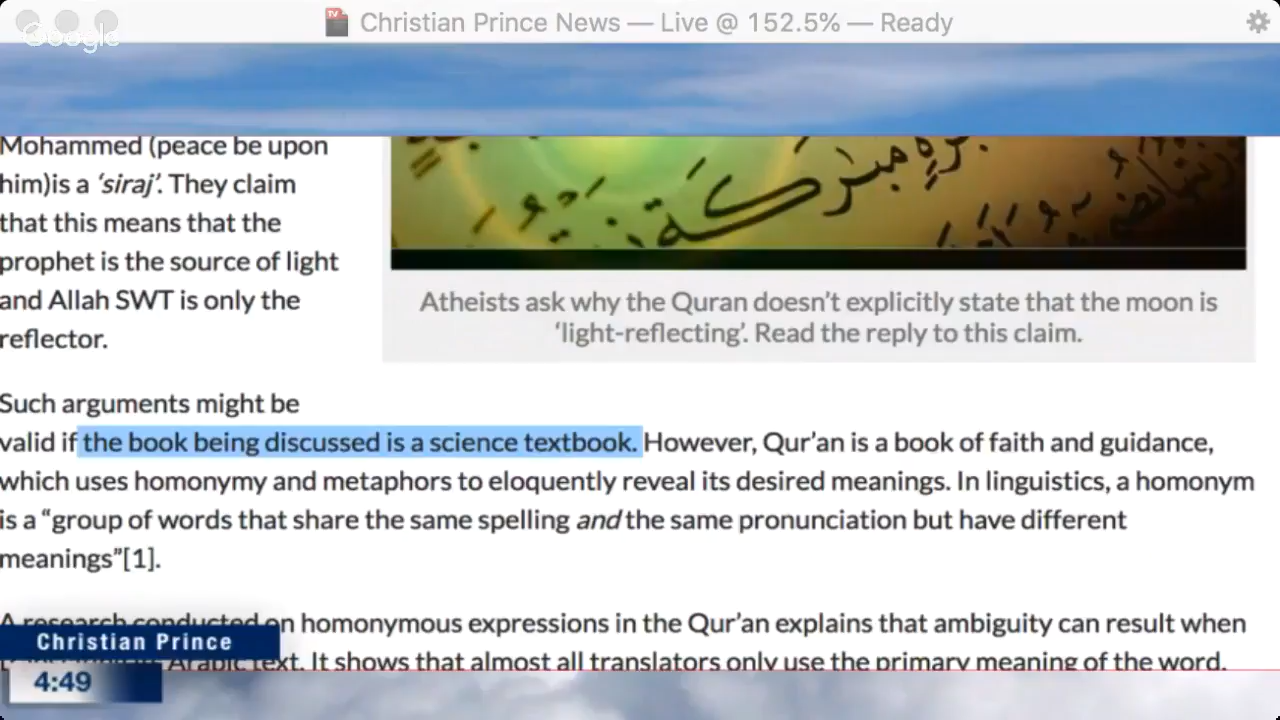 Google
Christian Prince News — Live @ 152.5% — Ready
Mohammed (peace be upon
him)is a ‘siraj’. They claim
that this means that the
prophet is the source of light
and Allah SWT is only the
reflector.
مبركة
Atheists ask why the Quran doesn’t explicitly state that the moon is
‘light-reflecting’. Read the reply to this claim.
Such arguments might be
valid if the book being discussed is a science textbook. However, Qur’an is a book of faith and guidance,
which uses homonymy and metaphors to eloquently reveal its desired meanings. In linguistics, a homonym
is a “group of words that share the same spelling and the same pronunciation but have different
meanings”[1].
A research conducted on homonymous expressions in the Qur’an explains that ambiguity can result when
Arabic text. It shows that almost all translators only use the primary meaning of the word.
Christian Prince
4:49